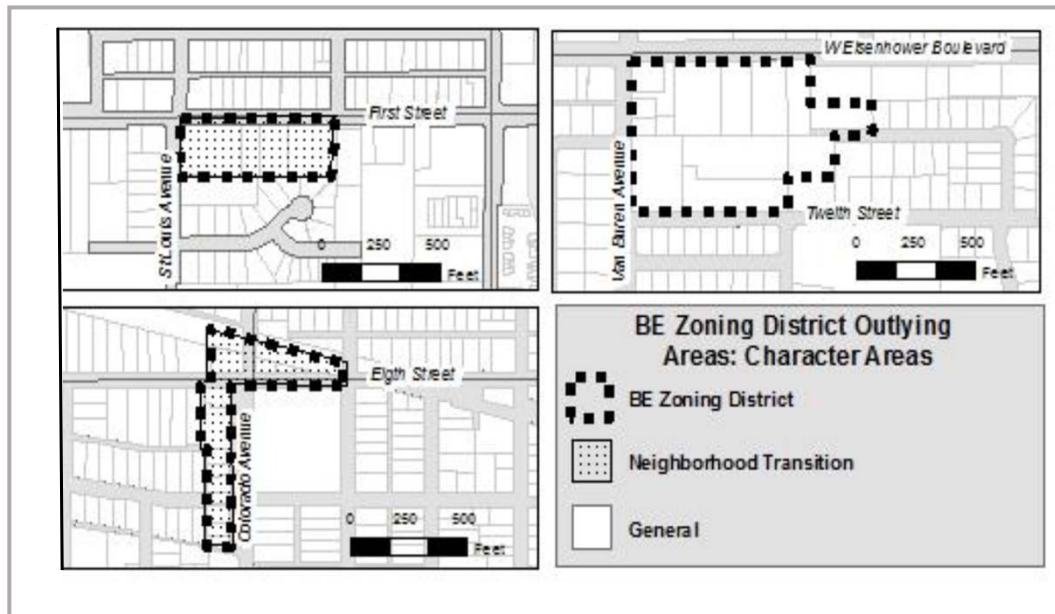 First Street
St Louis Avenue
0 250 500
Feet
W Eisenhower Boulevard
Van Buren Avenue
Twelth Street
0 250 500
Feet
Eigth Street
Colorado Avenue
0 250 500
Feet
BE Zoning District Outlying
Areas: Character Areas
BE Zoning District
Neighborhood Transition
General